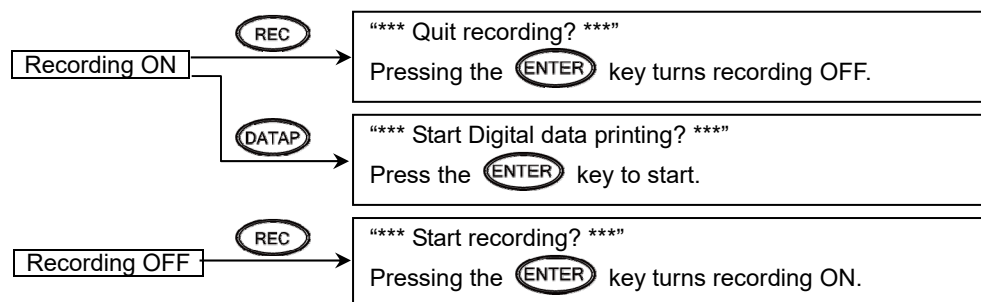 REC
Recording ON
"*** Quit recording? ***"
Pressing the ENTER key turns recording OFF.
DATAP
"*** Start Digital data printing? ***"
Press the ENTER key to start.
REC
Recording OFF
"*** Start recording? ***"
Pressing the ENTER key turns recording ON.